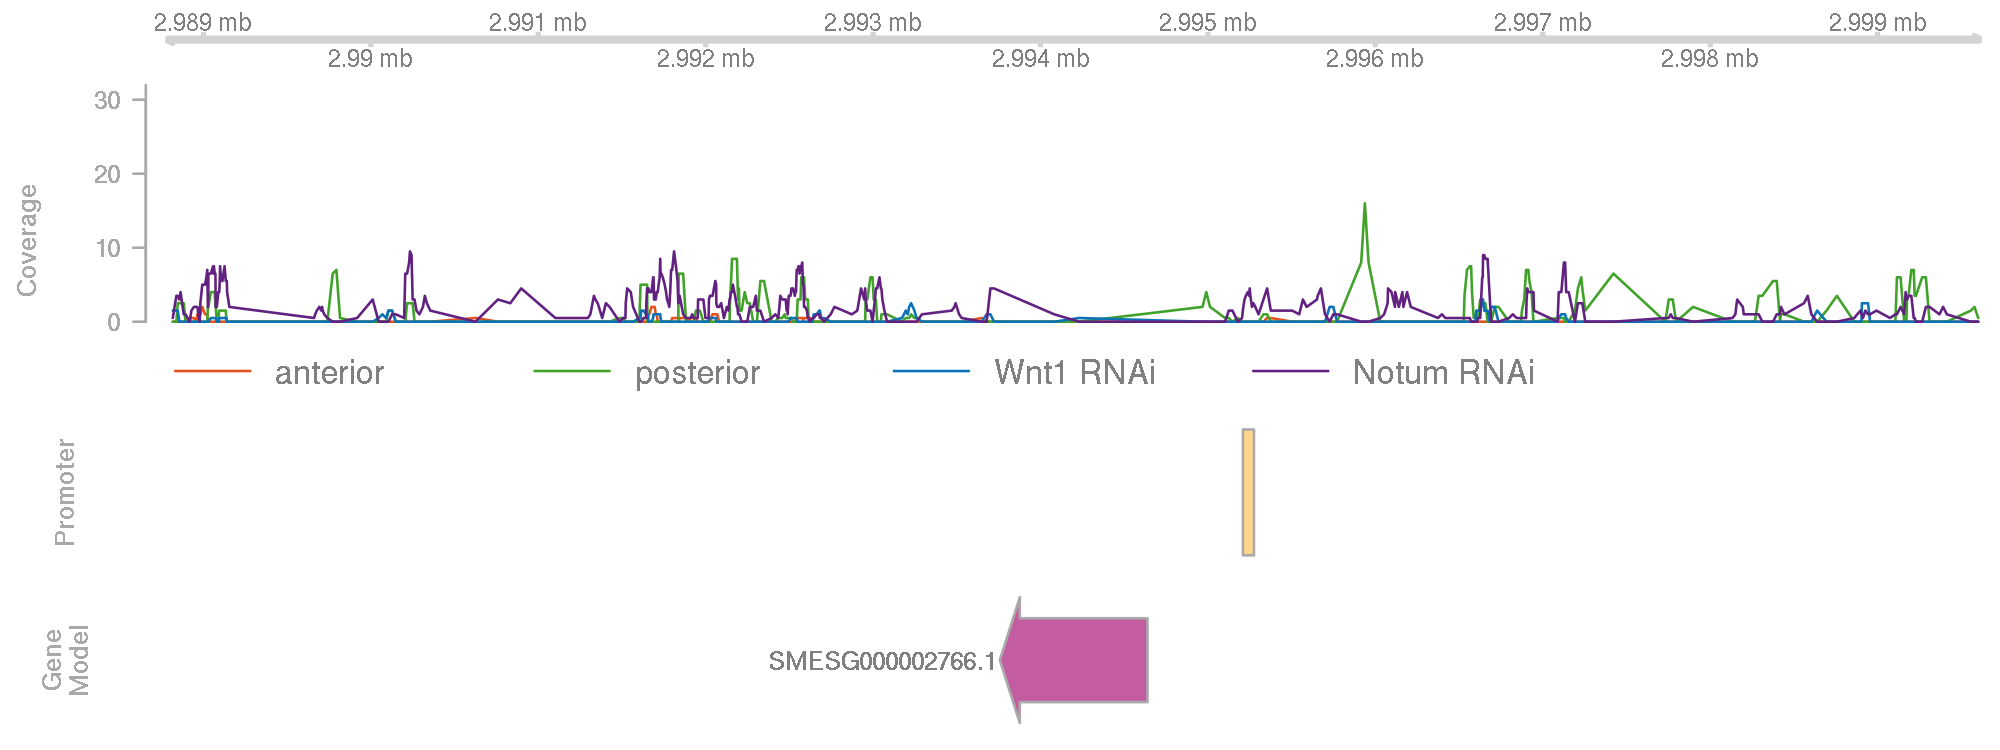 2.989 mb 2.991 mb 2.993 mb 2.995 mb 2.997 mb 2.999 mb
2.99 mb 2.992 mb 2.994 mb 2.996 mb 2.998 mb
30
20
10
0
Coverage
anterior posterior Wnt1 RNAi Notum RNAi
Promoter
Gene
Model
SMESG000002766.1